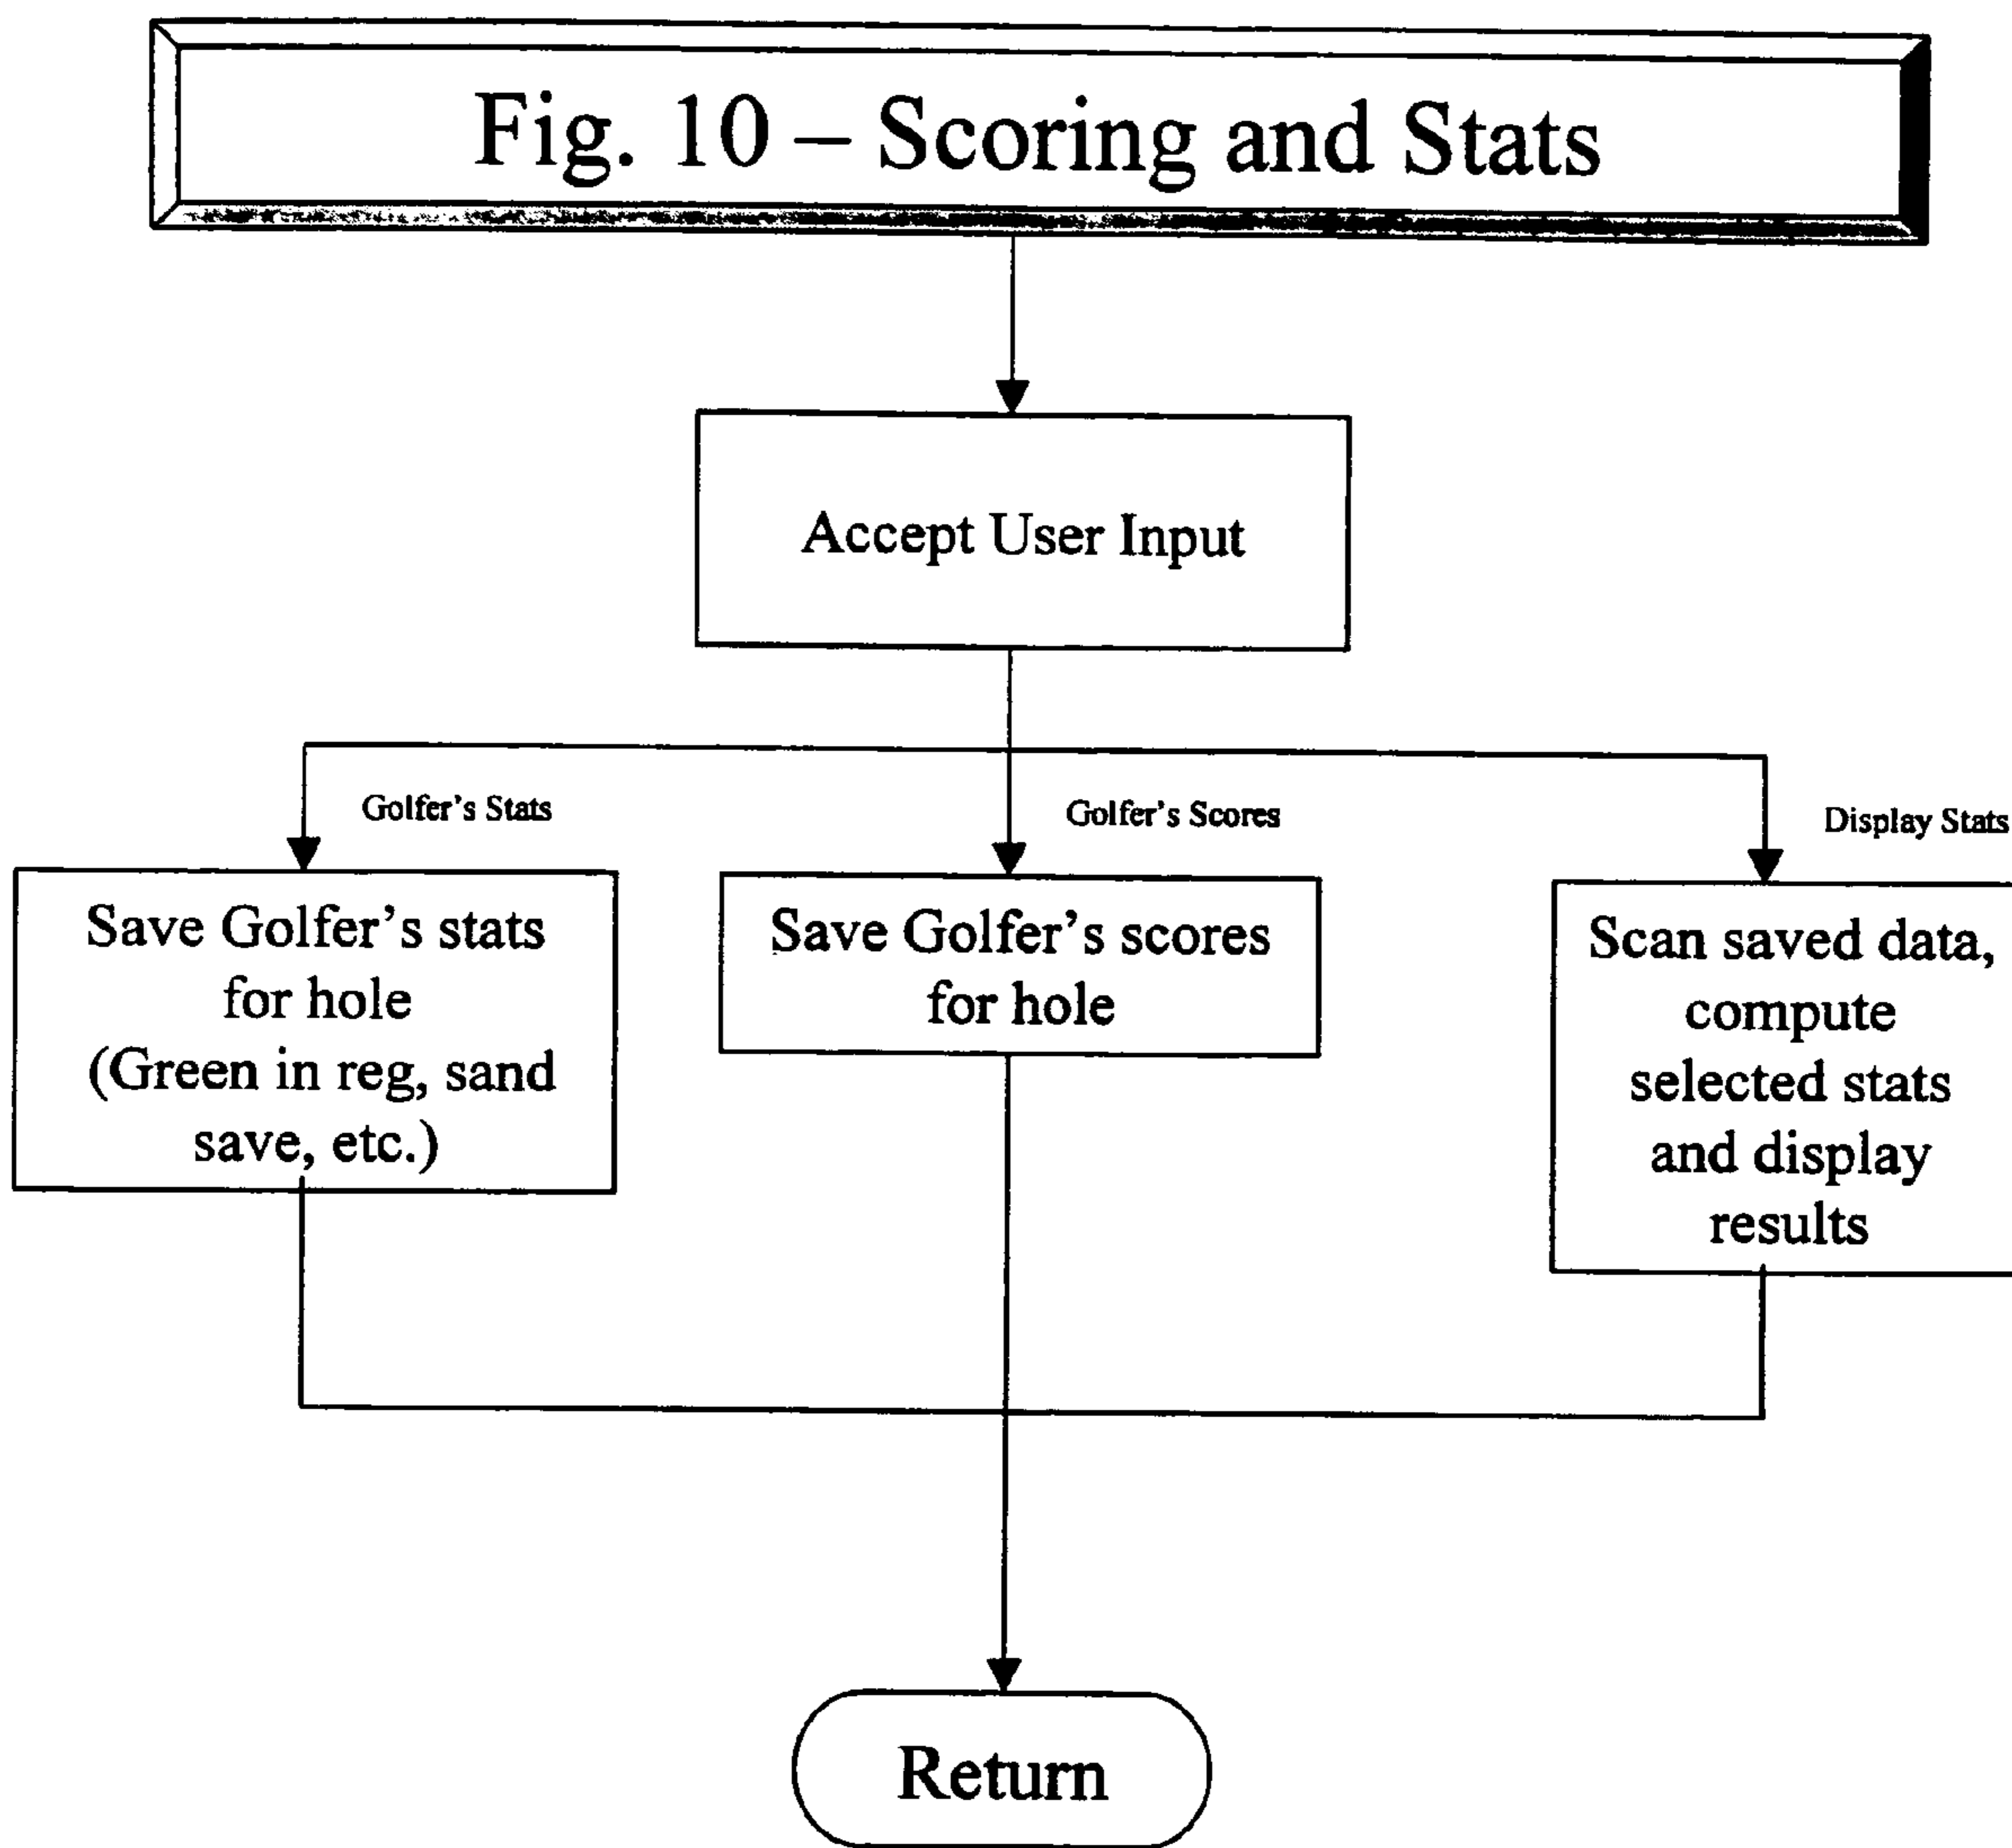 Fig. 10 – Scoring and Stats
Accept User Input
Golfer's Stats
Golfer's Scores
Display Stats
Save Golfer's stats
for hole
(Green in reg, sand
save, etc.)
Save Golfer's scores
for hole
Scan saved data,
compute
selected stats
and display
results
Return